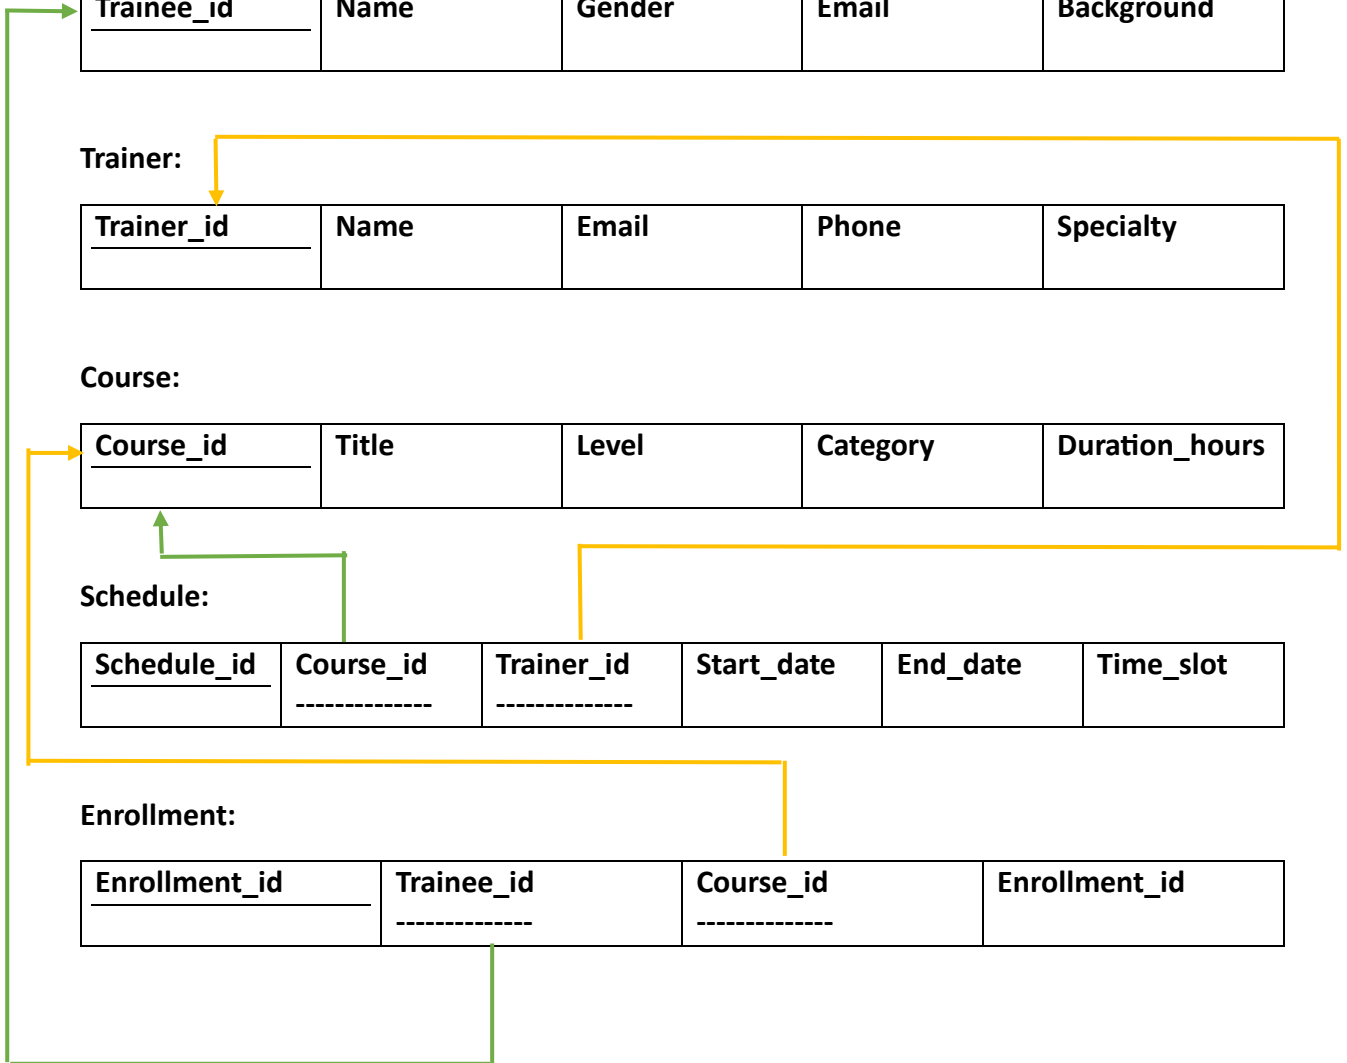 Trainee_id Name Gender Email Background
Trainer:
Trainer_id Name Email Phone Specialty
Course:
Course_id Title Level Category Duration_hours
Schedule:
Schedule_id Course_id Trainer_id Start_date End_date Time_slot
-------------- --------------
Enrollment:
Enrollment_id Trainee_id Course_id Enrollment_id
-------------- --------------